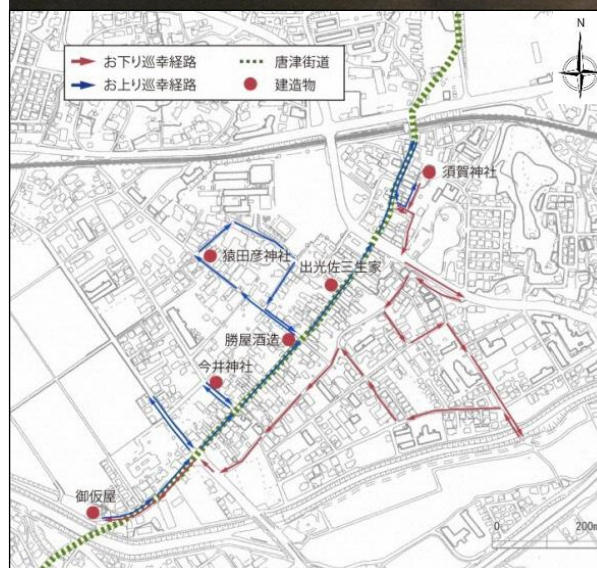 お下り巡幸経路
唐津街道
お上り巡幸経路
建造物
N
須賀神社
猿田彦神社
出光佐三生家
勝屋酒造
今井神社
御仮屋
0 200m